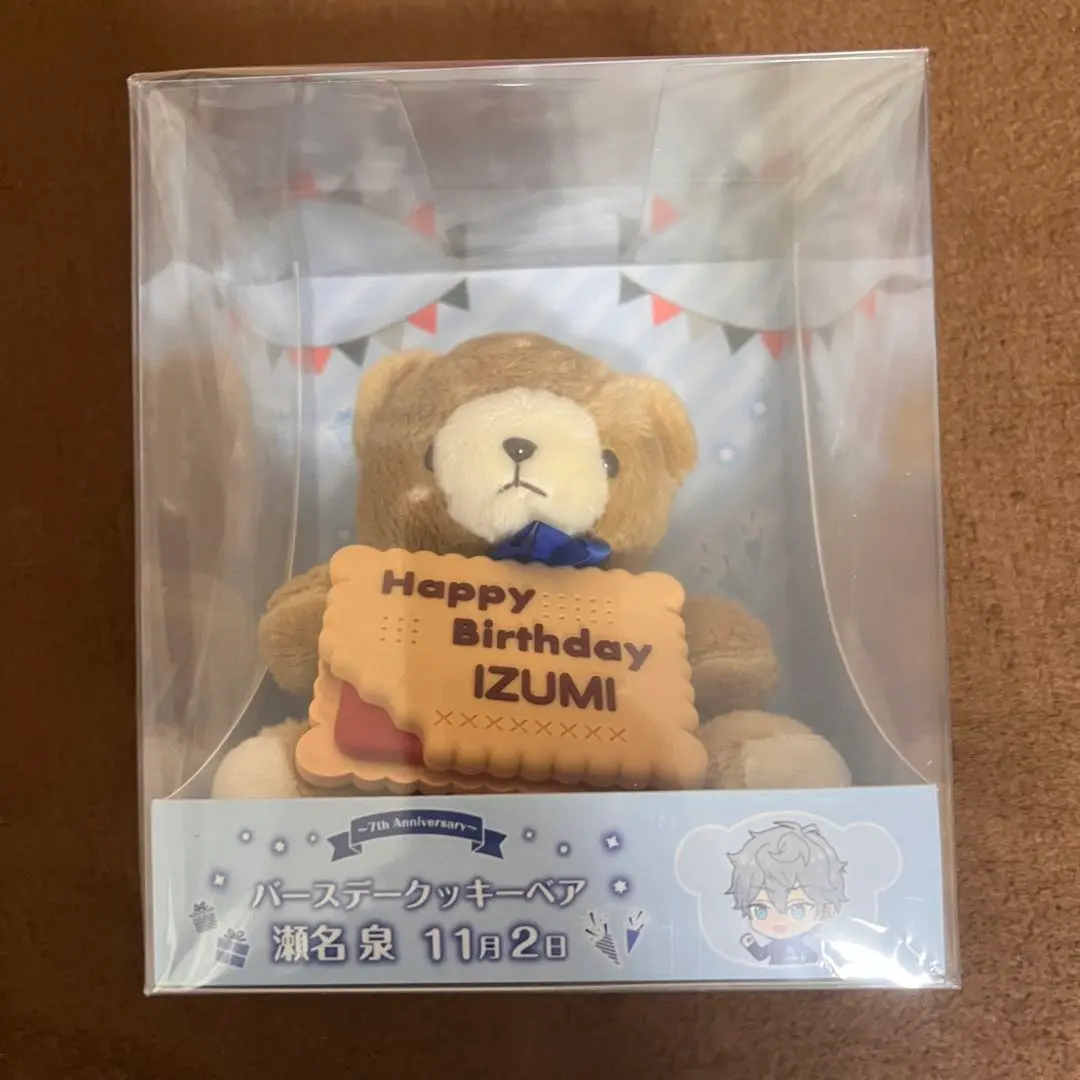 Happy
Birthday
IZUMI
~7th Anniversary~
バースデークッキーベア
瀬名 泉 11月2日